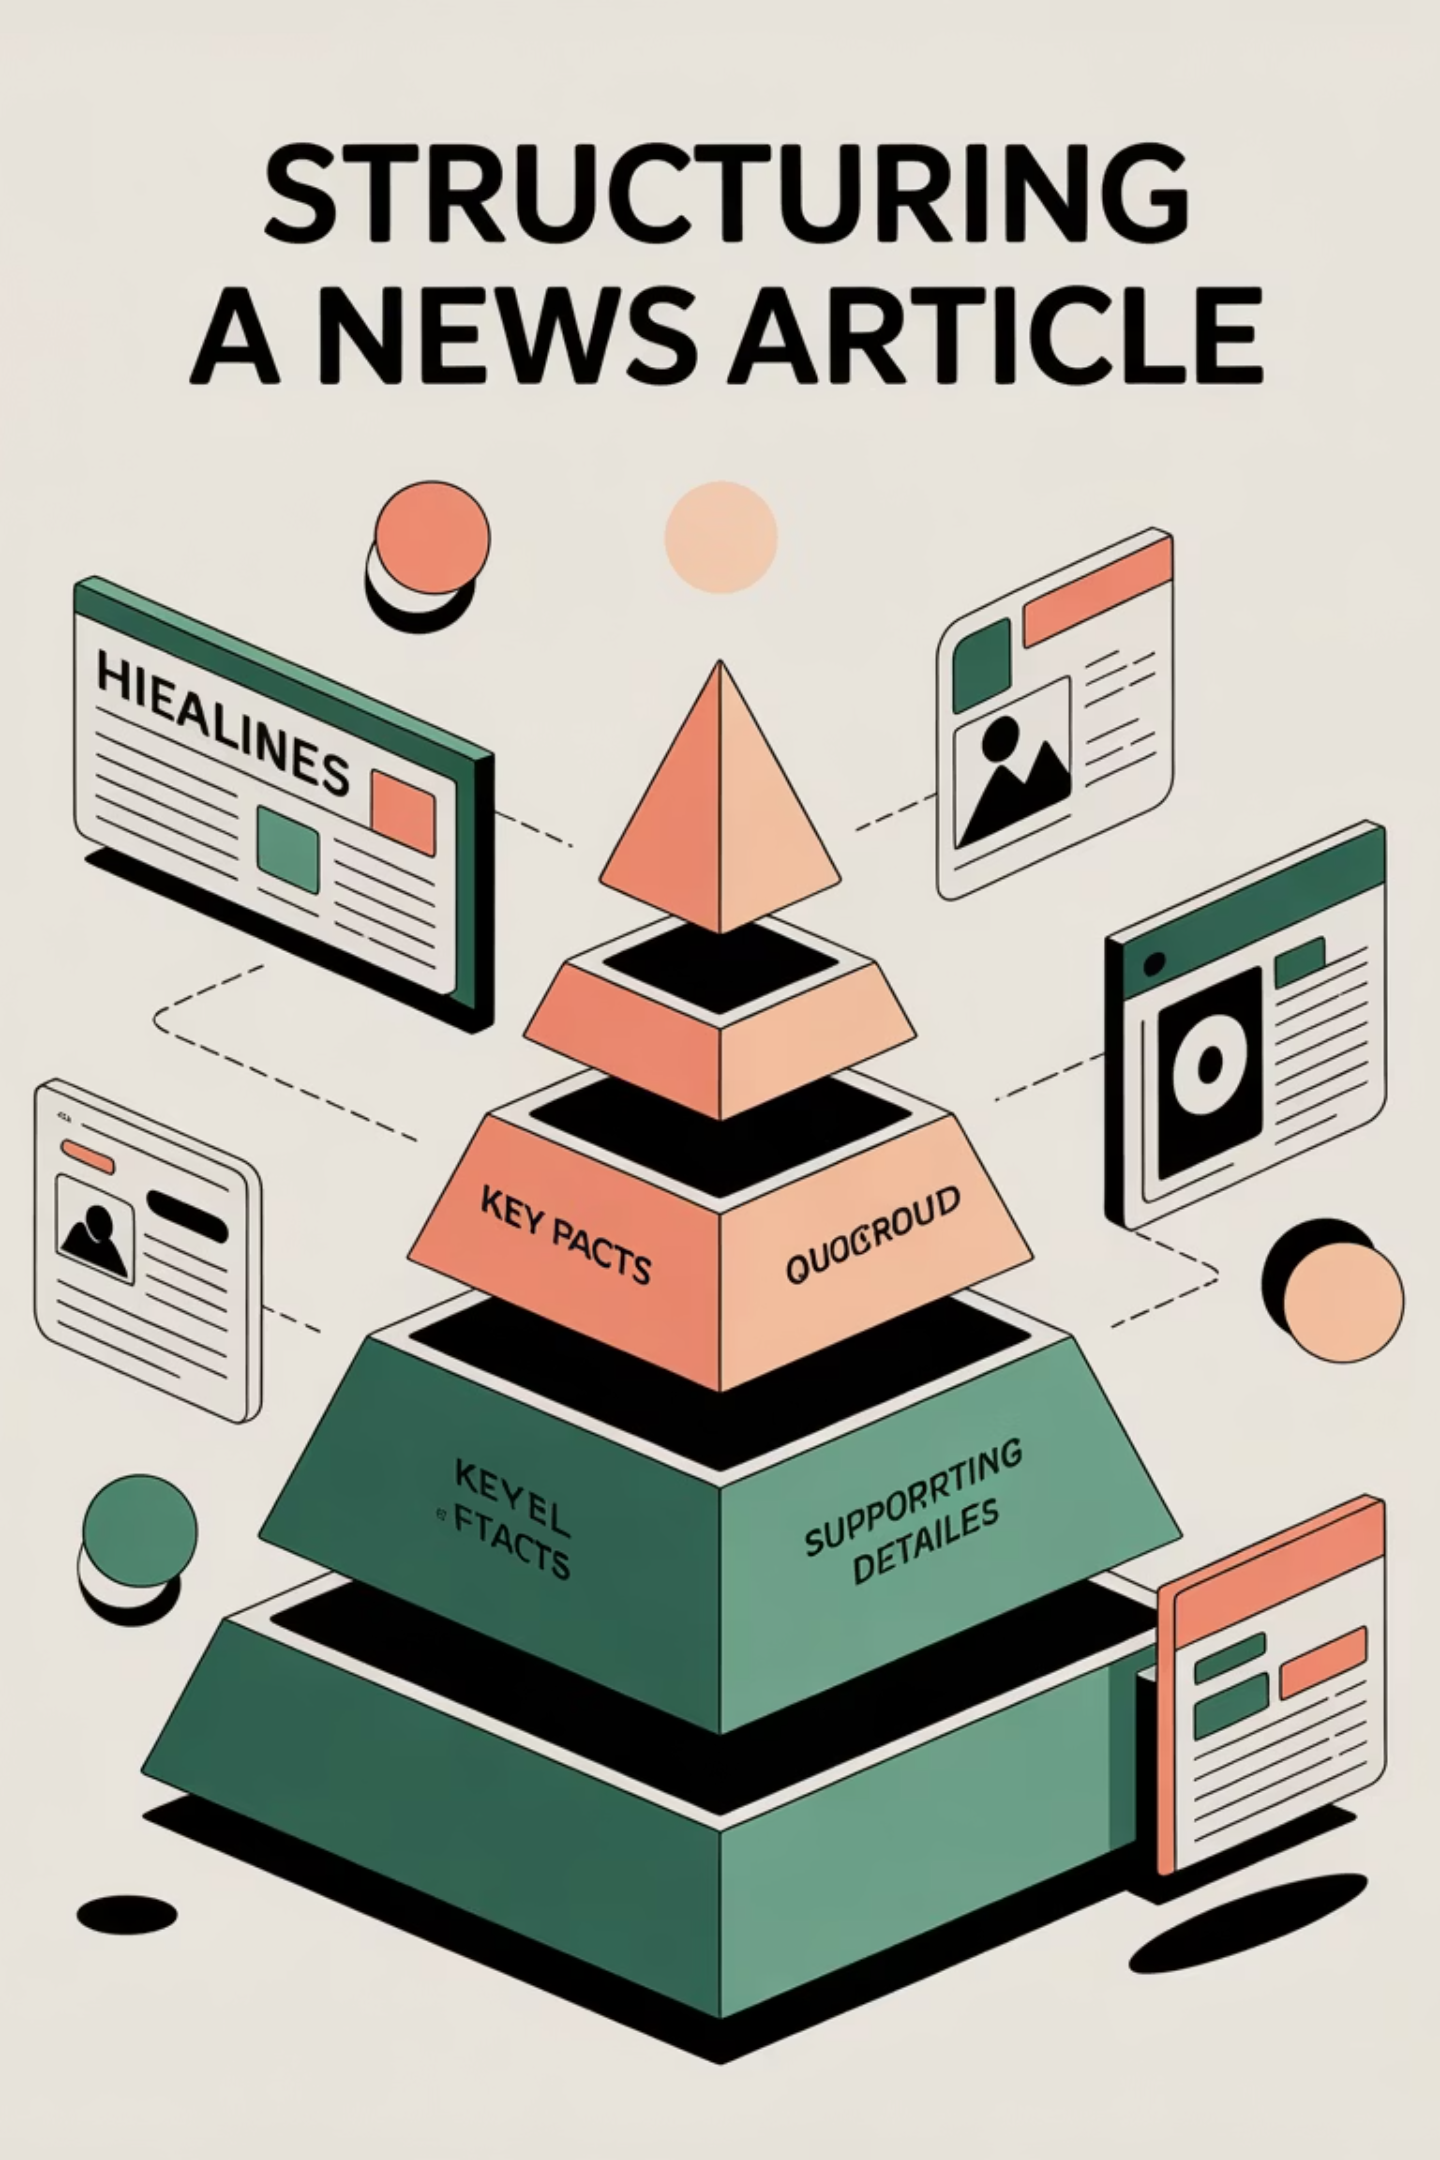 STRUCTURING
A NEWS ARTICLE
HIEALINES
KEY PACTS
QUOCROUD
KEYEL
FTACTS
SUPPORRTING
DETAILES